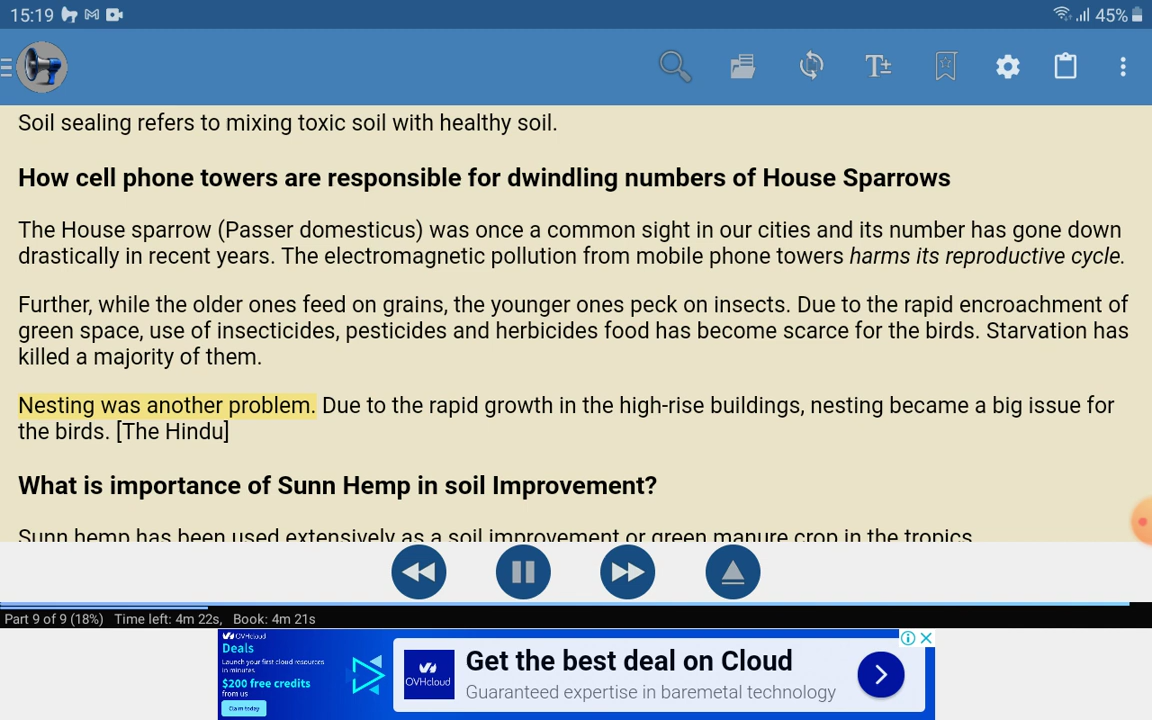 15:19
45%
T±
Soil sealing refers to mixing toxic soil with healthy soil.
How cell phone towers are responsible for dwindling numbers of House Sparrows
The House sparrow (Passer domesticus) was once a common sight in our cities and its number has gone down
drastically in recent years. The electromagnetic pollution from mobile phone towers harms its reproductive cycle.
Further, while the older ones feed on grains, the younger ones peck on insects. Due to the rapid encroachment of
green space, use of insecticides, pesticides and herbicides food has become scarce for the birds. Starvation has
killed a majority of them.
Nesting was another problem. Due to the rapid growth in the high-rise buildings, nesting became a big issue for
the birds. [The Hindu]
What is importance of Sunn Hemp in soil Improvement?
Sunn hemp has been used extensively as a soil improvement or green manure crop in the tropics
Part 9 of 9 (18%) Time left: 4m 22s, Book: 4m 21s
OVHcloud
Deals
Launch your first cloud resources
in minutes
$200 free credits
from us
Claim today
OVHcloud
Get the best deal on Cloud
Guaranteed expertise in baremetal technology